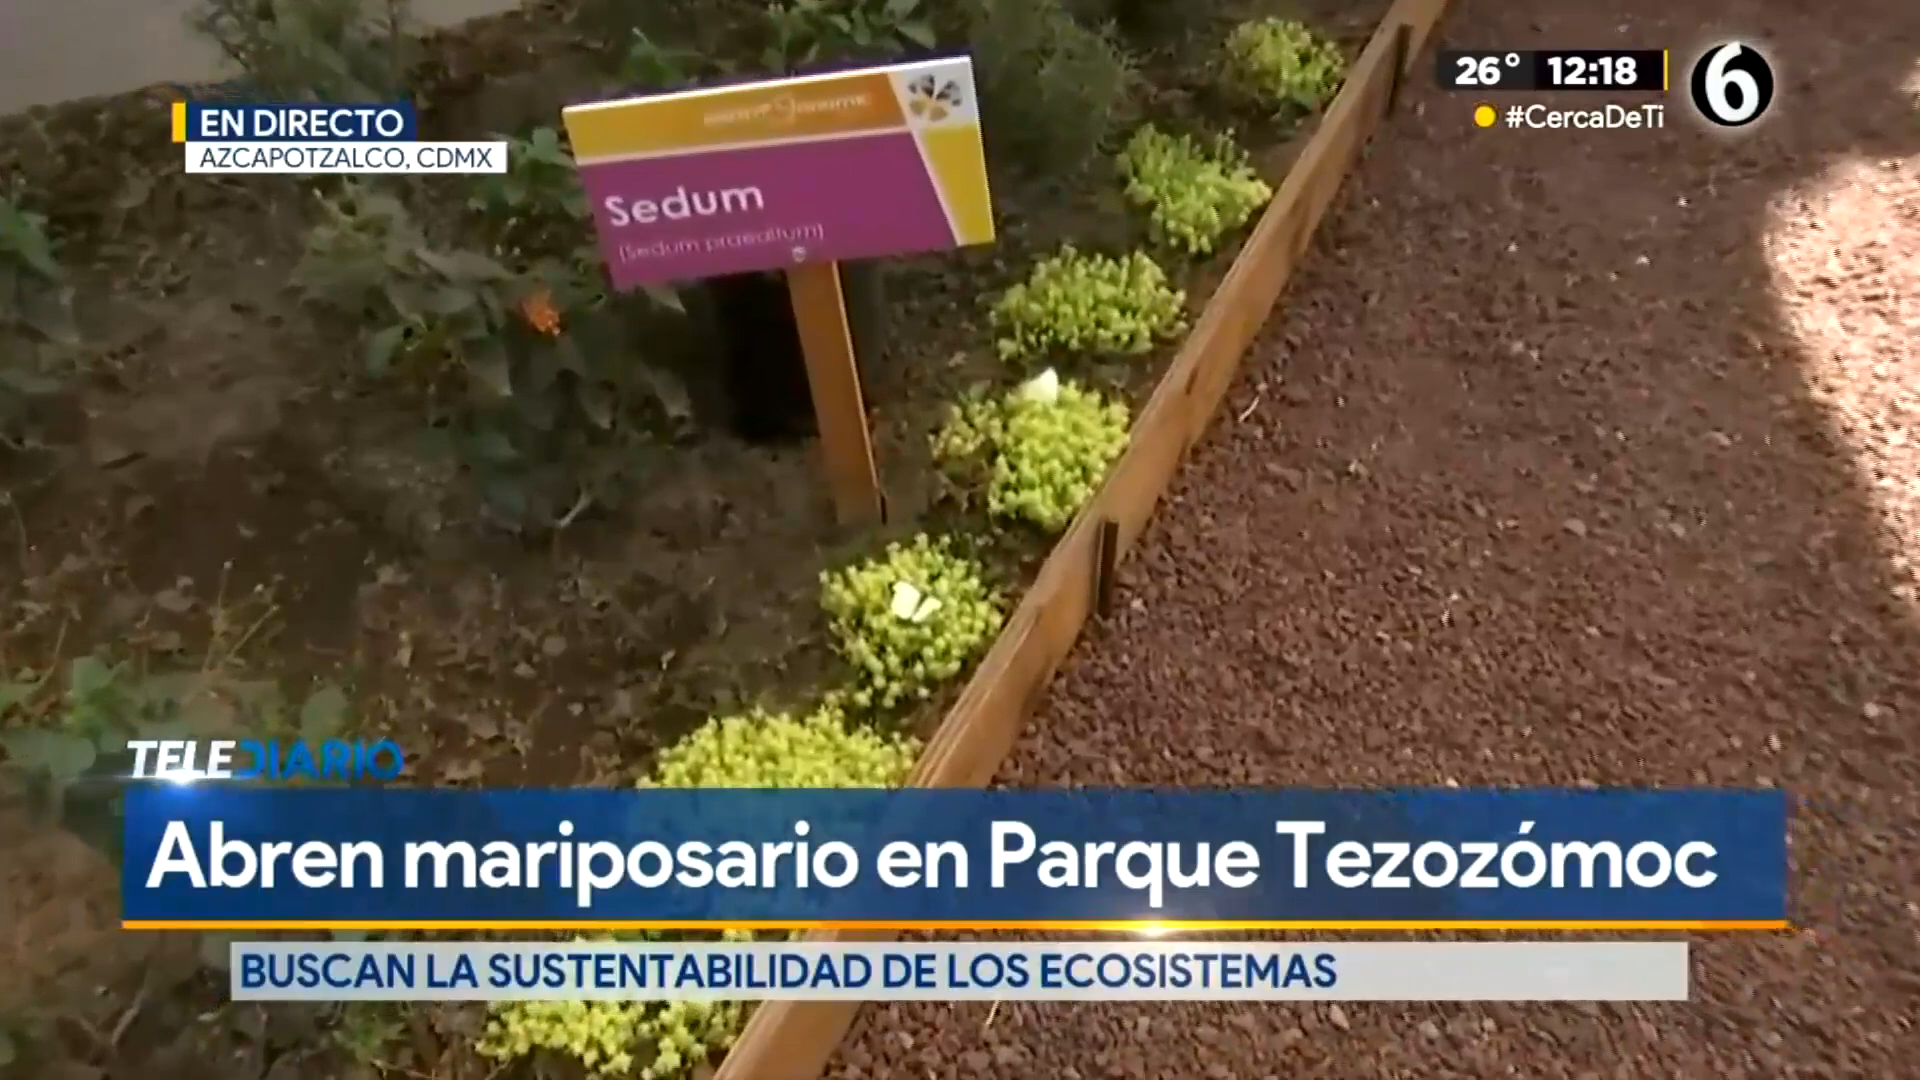 EN DIRECTO
AZCAPOTZALCO, CDMX
26° 12:18
#CercaDeTi
6
Sedum
(Sedum praealtum)
TELEDIARIO
Abren mariposario en Parque Tezozómoc
BUSCAN LA SUSTENTABILIDAD DE LOS ECOSISTEMAS